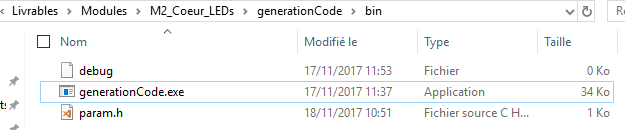 Livrables > Modules > M2_Coeur_LEDs > generationCode > bin
Nom Modifié le Type Taille
debug 17/11/2017 11:53 Fichier 0 Ko
generationCode.exe 17/11/2017 11:37 Application 34 Ko
param.h 18/11/2017 10:51 Fichier source C H... 1 Ko